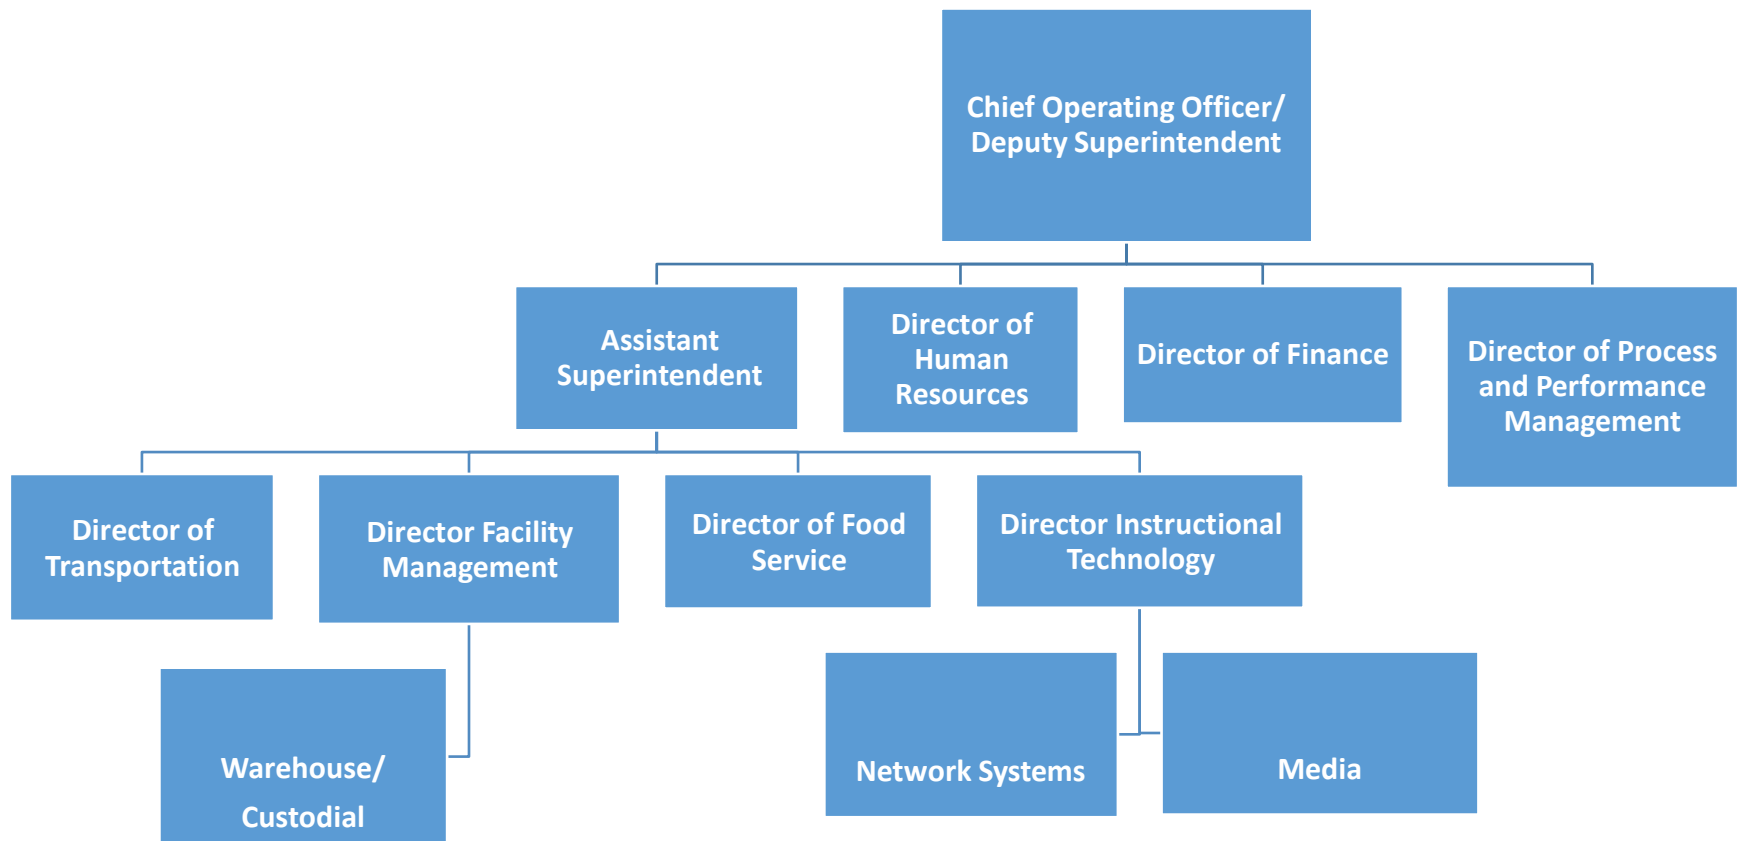 Chief Operating Officer/
Deputy Superintendent
Assistant
Superintendent
Director of
Human
Resources
Director of Finance
Director of Process
and Performance
Management
Director of
Transportation
Director Facility
Management
Director of Food
Service
Director Instructional
Technology
Warehouse/
Custodial
Network Systems
Media